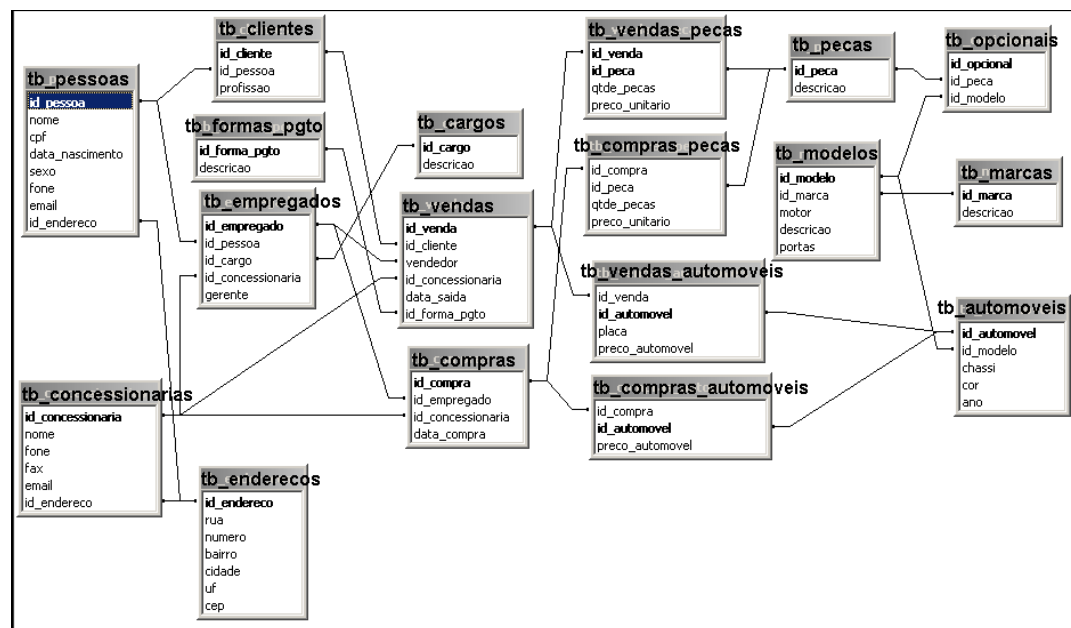 tb_pessoas
id_pessoa
nome
cpf
data_nascimento
sexo
fone
email
id_endereco
tb_clientes
id_cliente
id_pessoa
profissao
tb_formas_pgto
id_forma_pgto
descricao
tb_empregados
id_empregado
id_pessoa
id_cargo
id_concessionaria
gerente
tb_concessionarias
id_concessionaria
nome
fone
fax
email
id_endereco
tb_enderecos
id_endereco
rua
numero
bairro
cidade
uf
cep
tb_cargos
id_cargo
descricao
tb_vendas
id_venda
id_cliente
vendedor
id_concessionaria
data_saida
id_forma_pgto
tb_compras
id_compra
id_empregado
id_concessionaria
data_compra
tb_vendas_pecas
id_venda
id_peca
qtde_pecas
preco_unitario
tb_compras_pecas
id_compra
id_peca
qtde_pecas
preco_unitario
tb_vendas_automoveis
id_venda
id_automovel
placa
preco_automovel
tb_compras_automoveis
id_compra
id_automovel
preco_automovel
tb_pecas
id_peca
descricao
tb_modelos
id_modelo
id_marca
motor
descricao
portas
tb_opcionais
id_opcional
id_peca
id_modelo
tb_marcas
id_marca
descricao
tb_automoveis
id_automovel
id_modelo
chassi
cor
ano